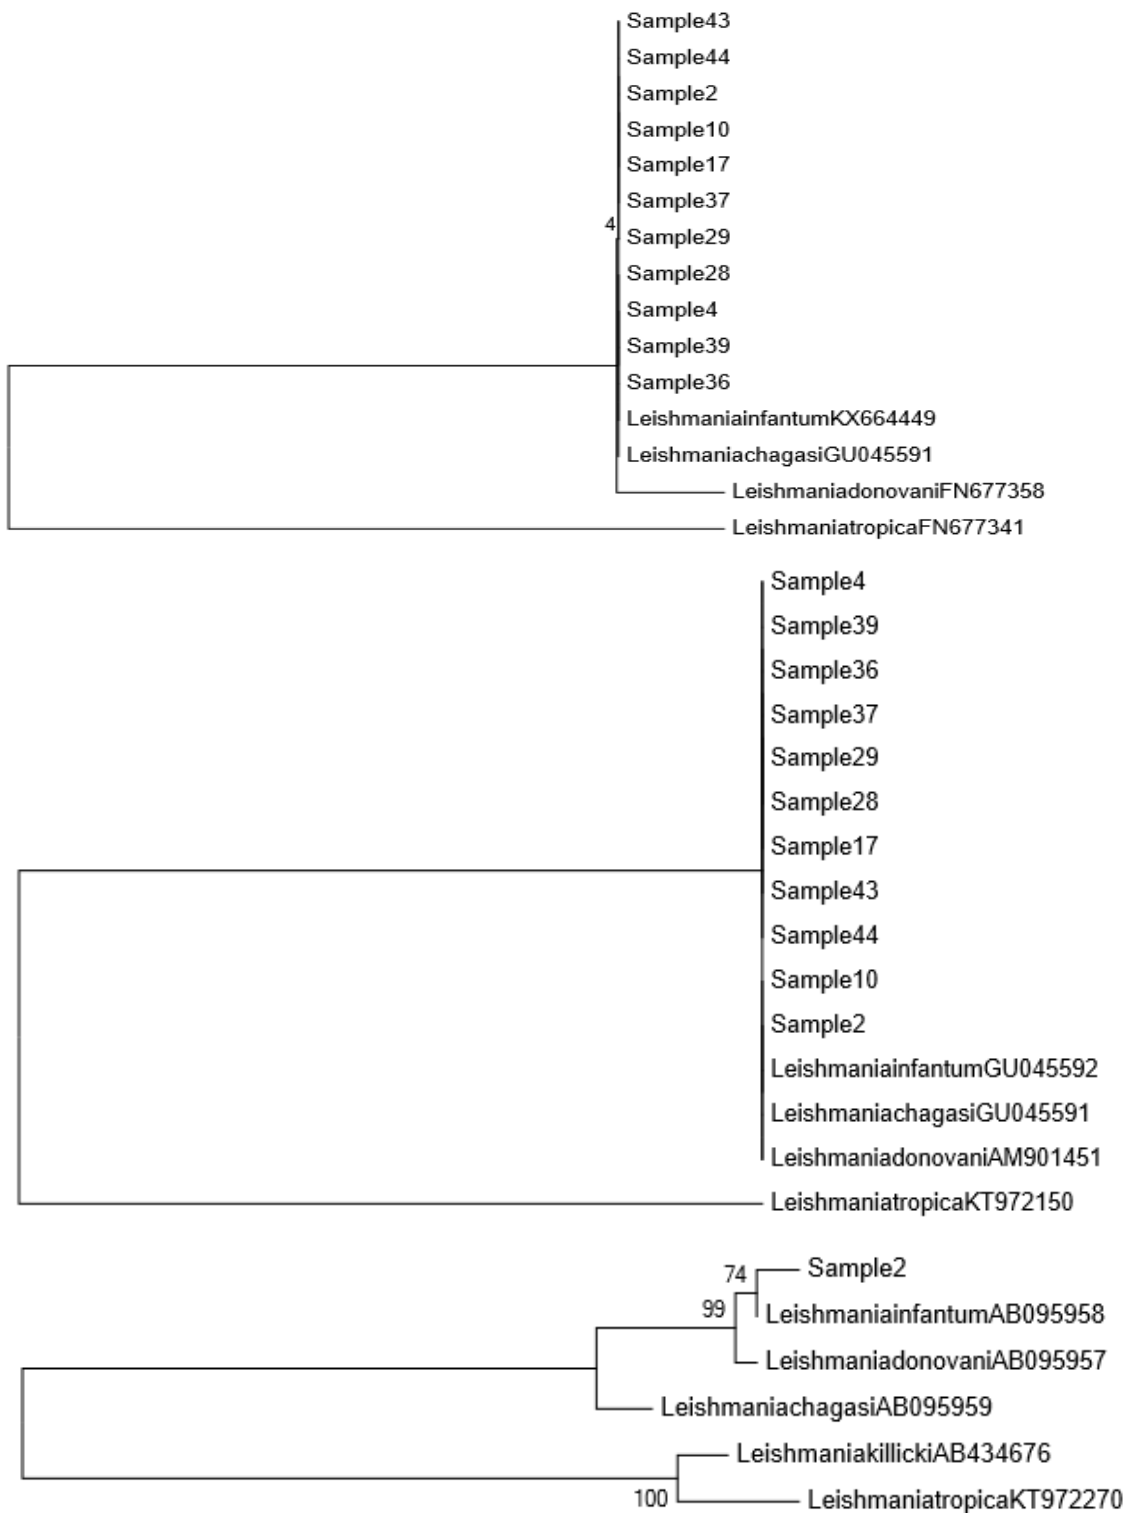 Sample43
Sample44
Sample2
Sample10
Sample17
Sample37
4
Sample29
Sample28
Sample4
Sample39
Sample36
LeishmaniainfantumKX664449
LeishmaniachagasiGU045591
LeishmaniadonovaniFN677358
LeishmaniatropicaFN677341
Sample4
Sample39
Sample36
Sample37
Sample29
Sample28
Sample17
Sample43
Sample44
Sample10
Sample2
LeishmaniainfantumGU045592
LeishmaniachagasiGU045591
LeishmaniadonovaniAM901451
LeishmaniatropicaKT972150
74 Sample2
99 LeishmaniainfantumAB095958
LeishmaniadonovaniAB095957
LeishmaniachagasiAB095959
LeishmaniakillickiAB434676
100 LeishmaniatropicaKT972270